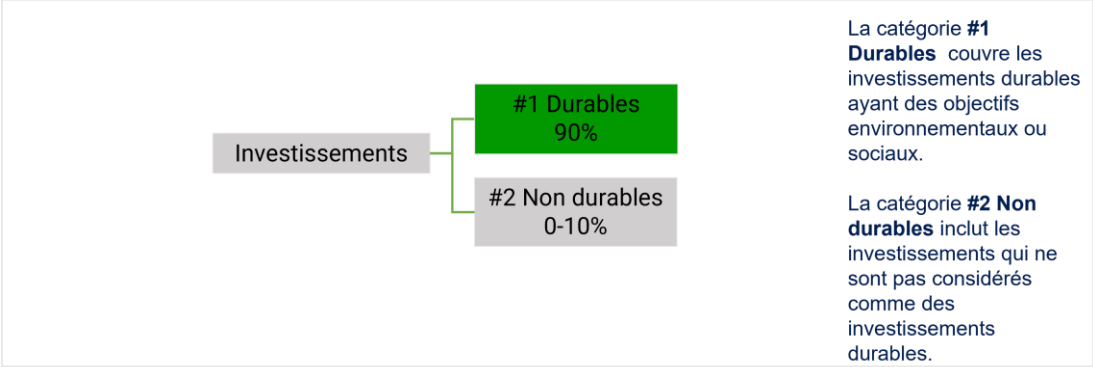 Investissements
#1 Durables
90%
#2 Non durables
0-10%
La catégorie #1
Durables  couvre les
investissements durables
ayant des objectifs
environnementaux ou
sociaux.
La catégorie #2 Non
durables inclut les
investissements qui ne
sont pas considérés
comme des
investissements
durables.